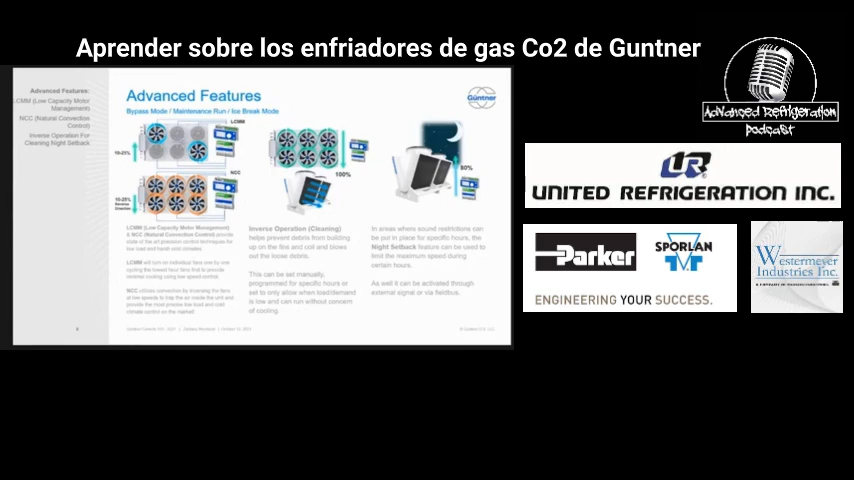 Aprender sobre los enfriadores de gas Co2 de Guntner
Advanced Refrigeration
Podcast
Advanced Features:
LCMM (Low Capacity Motor
Management)
NCC (Natural Convection
Control)
Inverse Operation For
Cleaning Night Setback
Advanced Features
Bypass Mode / Maintenance Run / Ice Break Mode
Güntner
LCMM
10-25%
NCC
10-25%
100%
80%
LCMM (Low Capacity Motor Management)
& NCC (Natural Convection Control) provide
state of the art precision control techniques for
low load and harsh cold climates.
LCMM will turn on individual fans one by one
cycling the lowest hour fans first to provide
NCC utilizes convection by inverting the fans
at low speeds to trap the air inside the unit and
provide the most precise low load and cold
climate control on the market!
Inverse Operation (Cleaning)
helps prevent debris from building
up on the fins and coil and blows
out the loose debris.
This can be set manually,
programmed for specific hours or
set to only allow when load/demand
is low and can run without concern
of cooling.
In areas where sound restrictions can
be put in place for specific hours, the
Night Setback feature can be used to
limit the maximum speed during
certain hours.
As well it can be activated through
external signal or via fieldbus.
UR
UNITED REFRIGERATION INC.
Parker
SPORLAN
ENGINEERING YOUR SUCCESS.
Westermeyer
Industries Inc.